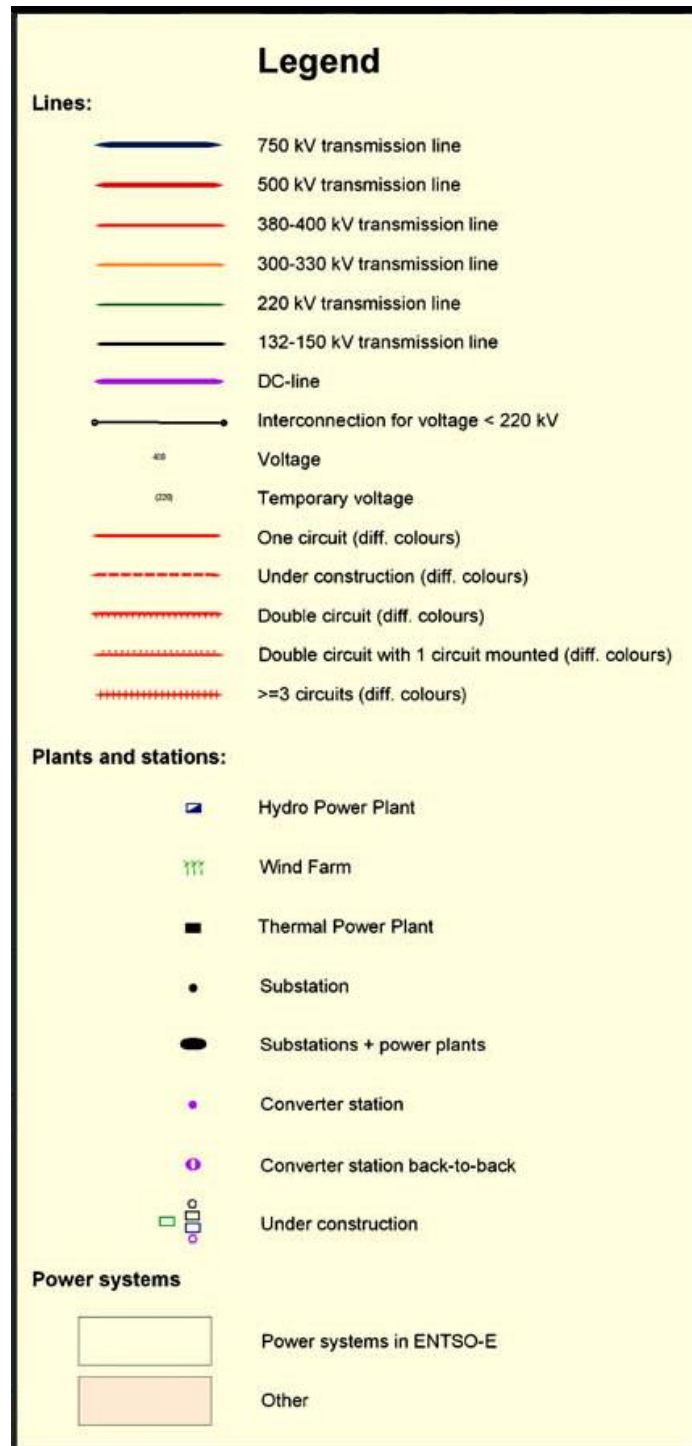 Legend
Lines:
750 kV transmission line
500 kV transmission line
380-400 kV transmission line
300-330 kV transmission line
220 kV transmission line
132-150 kV transmission line
DC-line
Interconnection for voltage < 220 kV
400 Voltage
(220) Temporary voltage
One circuit (diff. colours)
Under construction (diff. colours)
Double circuit (diff. colours)
Double circuit with 1 circuit mounted (diff. colours)
>=3 circuits (diff. colours)
Plants and stations:
Hydro Power Plant
Wind Farm
Thermal Power Plant
Substation
Substations + power plants
Converter station
Converter station back-to-back
Under construction
Power systems
Power systems in ENTSO-E
Other